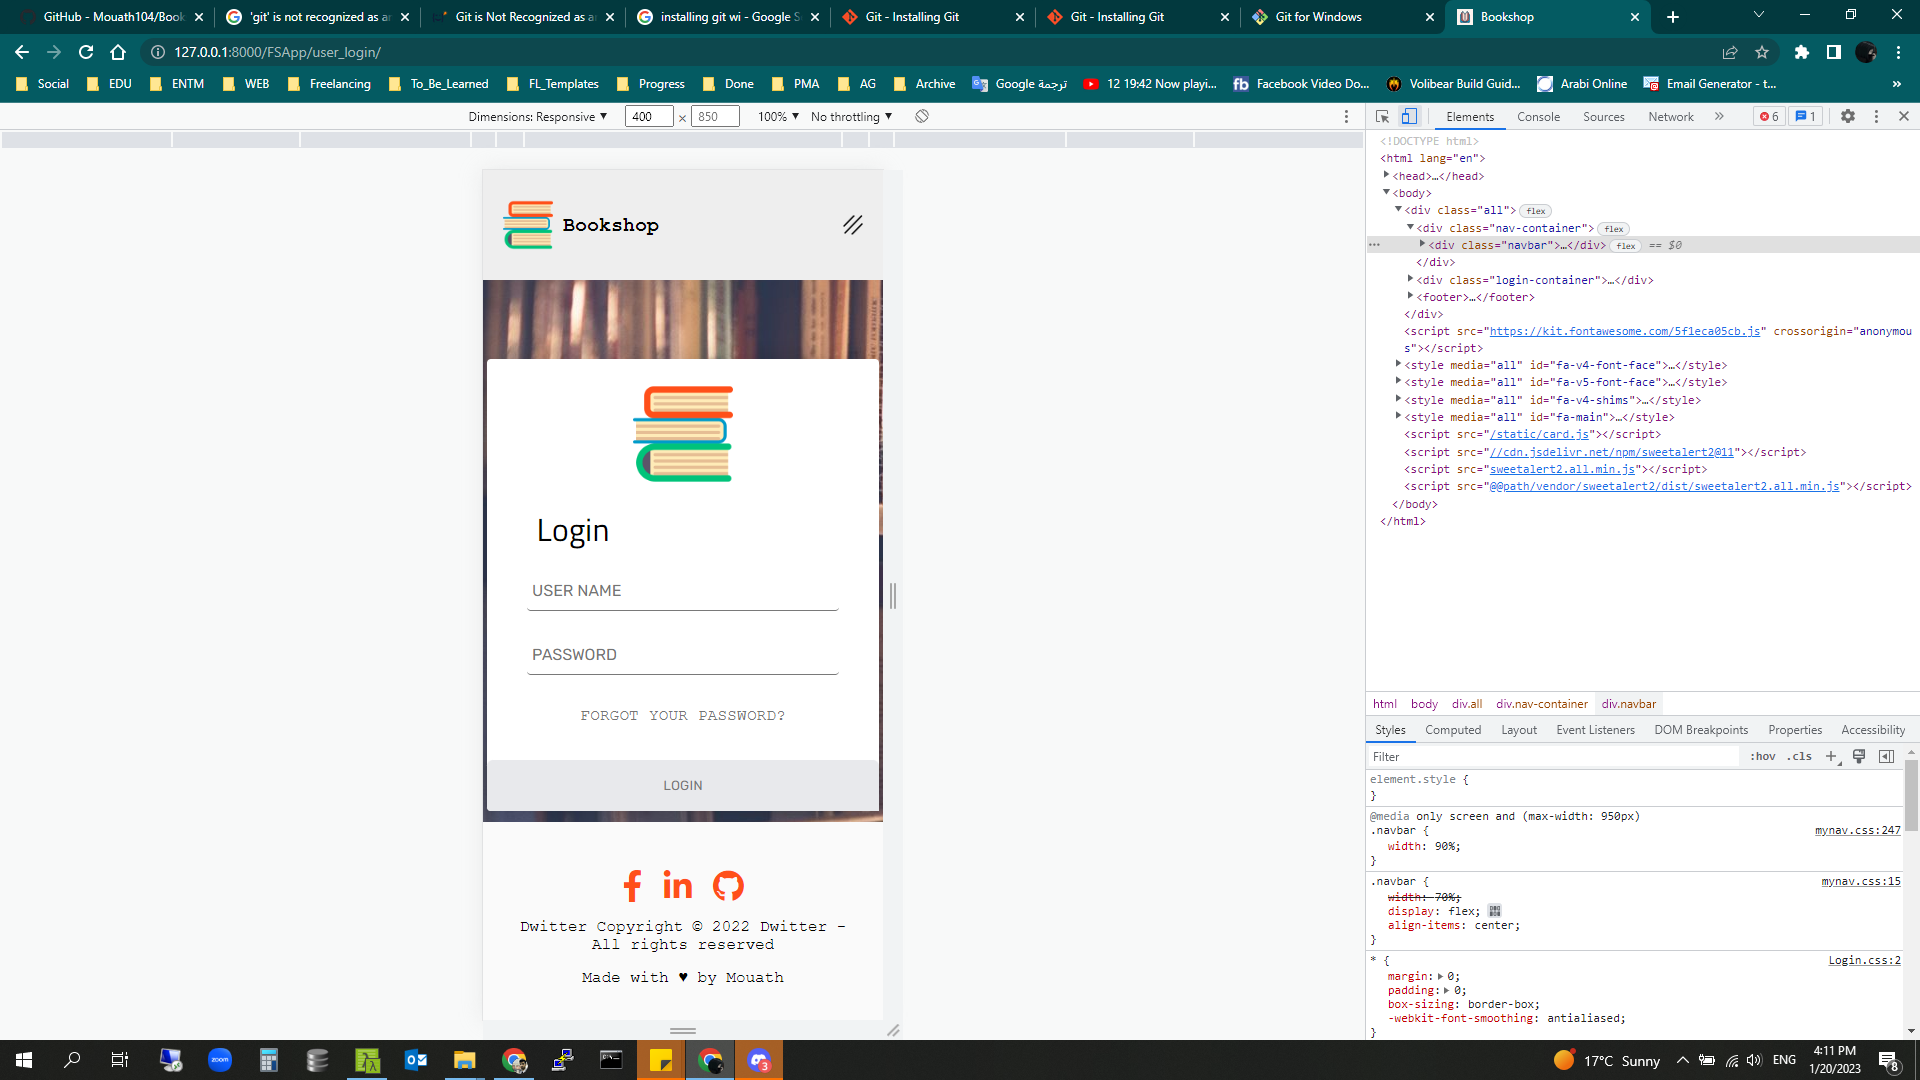 GitHub - Mouath104/Book
'git' is not recognized as an
Git is Not Recognized as a
installing git wi - Google S
Git - Installing Git
Git - Installing Git
Git for Windows
Bookshop
127.0.0.1:8000/FSApp/user_login/
Social
EDU
ENTM
WEB
Freelancing
To_Be_Learned
FL_Templates
Progress
Done
PMA
AG
Archive
ترجمة Google
12 19:42 Now playi...
Facebook Video Do...
Volibear Build Guid...
Arabi Online
Email Generator - t...
»
Dimensions: Responsive
400 × 850
100%
No throttling
Elements
Console
Sources
Network
»
6
1
Bookshop
Login
USER NAME
PASSWORD
FORGOT YOUR PASSWORD?
LOGIN
Dwitter Copyright © 2022 Dwitter -
All rights reserved
Made with ♥ by Mouath
<!DOCTYPE html>
<html lang="en">
<head>…</head>
<body>
<div class="all"> flex
<div class="nav-container"> flex
<div class="navbar">…</div> flex == $0
</div>
<div class="login-container">…</div>
<footer>…</footer>
</div>
<script src="https://kit.fontawesome.com/5f1eca05cb.js" crossorigin="anonymou
s"></script>
<style media="all" id="fa-v4-font-face">…</style>
<style media="all" id="fa-v5-font-face">…</style>
<style media="all" id="fa-v4-shims">…</style>
<style media="all" id="fa-main">…</style>
<script src="/static/card.js"></script>
<script src="//cdn.jsdelivr.net/npm/sweetalert2@11"></script>
<script src="sweetalert2.all.min.js"></script>
<script src="@@path/vendor/sweetalert2/dist/sweetalert2.all.min.js"></script>
</body>
</html>
html body div.all div.nav-container div.navbar
Styles Computed Layout Event Listeners DOM Breakpoints Properties Accessibility
Filter
:hov .cls
element.style {
}
@media only screen and (max-width: 950px)
.navbar { mynav.css:247
width: 90%;
}
.navbar { mynav.css:15
width: 70%;
display: flex;
align-items: center;
}
* { Login.css:2
margin: 0;
padding: 0;
box-sizing: border-box;
-webkit-font-smoothing: antialiased;
}
zoom
3
17°C Sunny
ENG
4:11 PM
1/20/2023
8